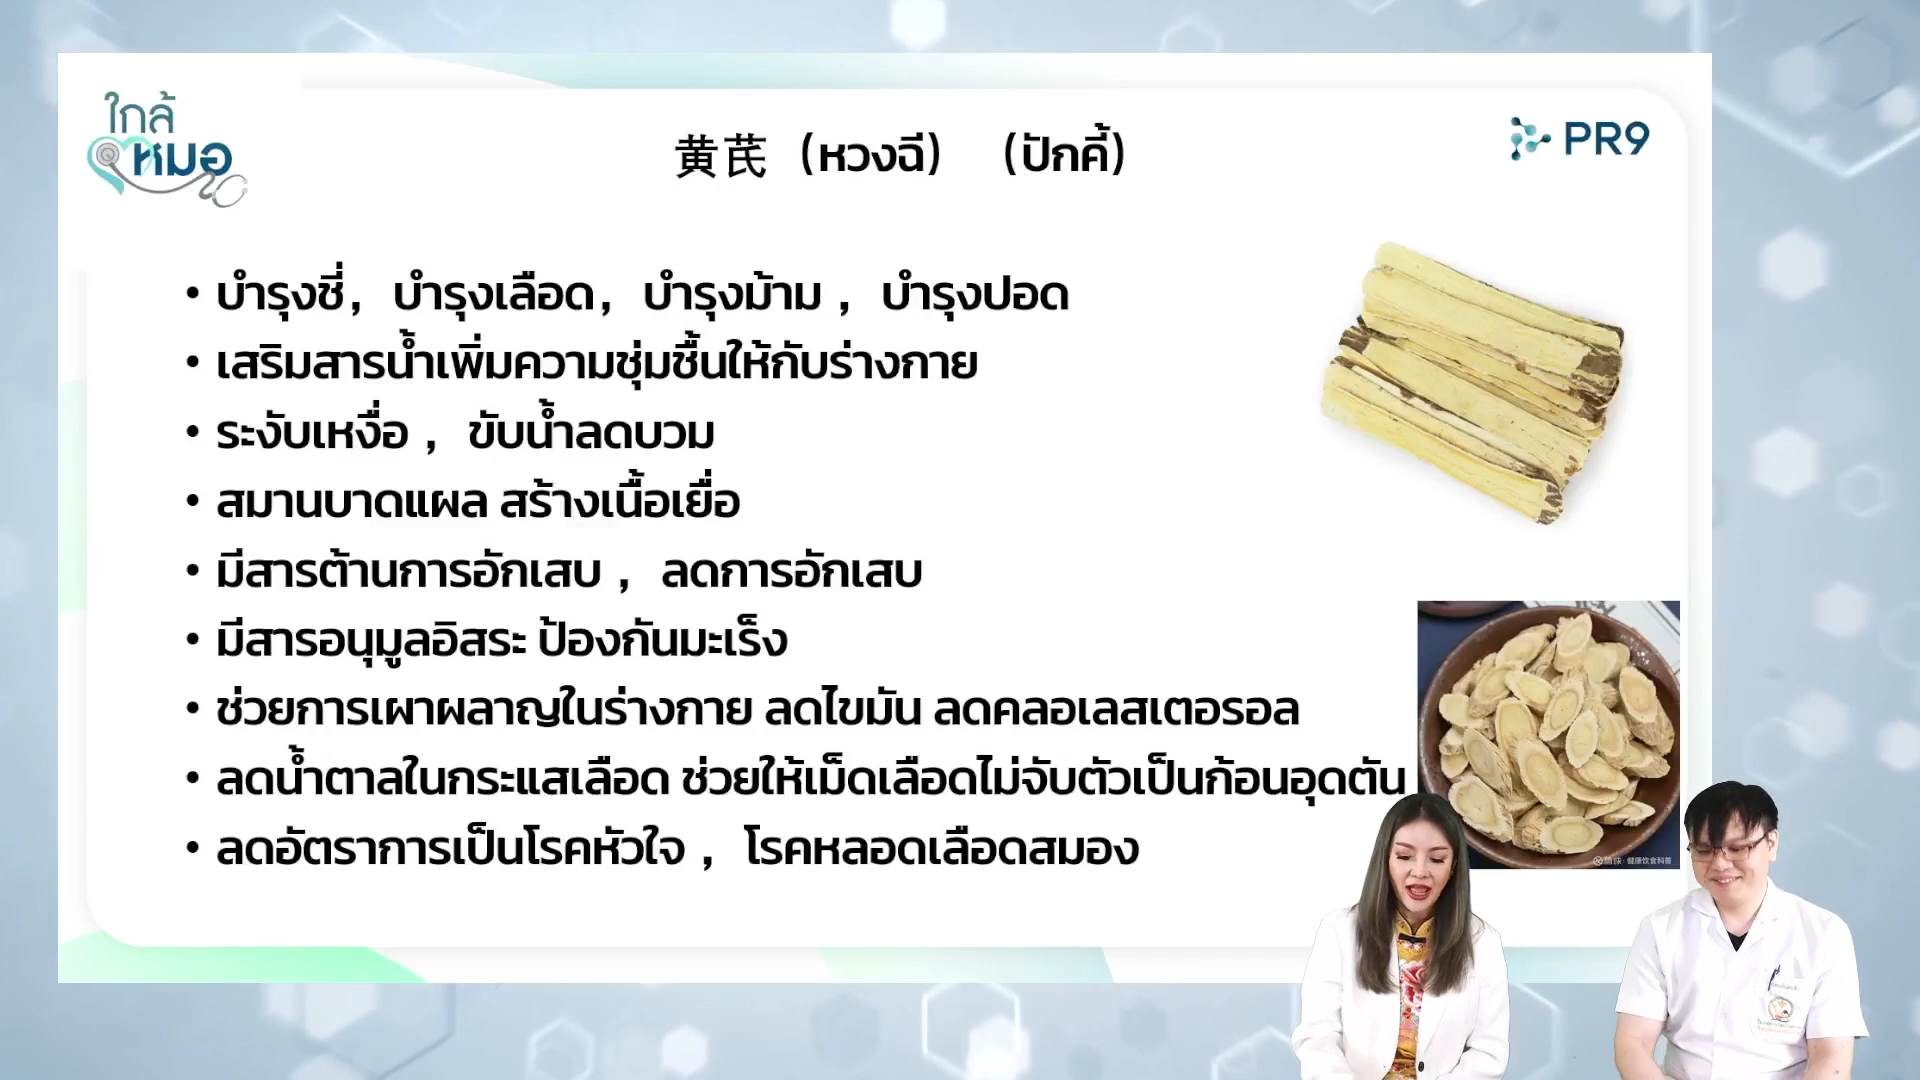 ใกล้
หมอ
黄芪（หวงฉี） （ปักคี้）
PR9
• บำรุงชี่, บำรุงเลือด, บำรุงม้าม , บำรุงปอด
• เสริมสารน้ำเพิ่มความชุ่มชื้นให้กับร่างกาย
• ระงับเหงื่อ , ขับน้ำลดบวม
• สมานบาดแผล สร้างเนื้อเยื่อ
• มีสารต้านการอักเสบ , ลดการอักเสบ
• มีสารอนุมูลอิสระ ป้องกันมะเร็ง
• ช่วยการเผาผลาญในร่างกาย ลดไขมัน ลดคลอเลสเตอรอล
• ลดน้ำตาลในกระแสเลือด ช่วยให้เม็ดเลือดไม่จับตัวเป็นก้อนอุดตัน
• ลดอัตราการเป็นโรคหัวใจ , โรคหลอดเลือดสมอง
健康饮食科普